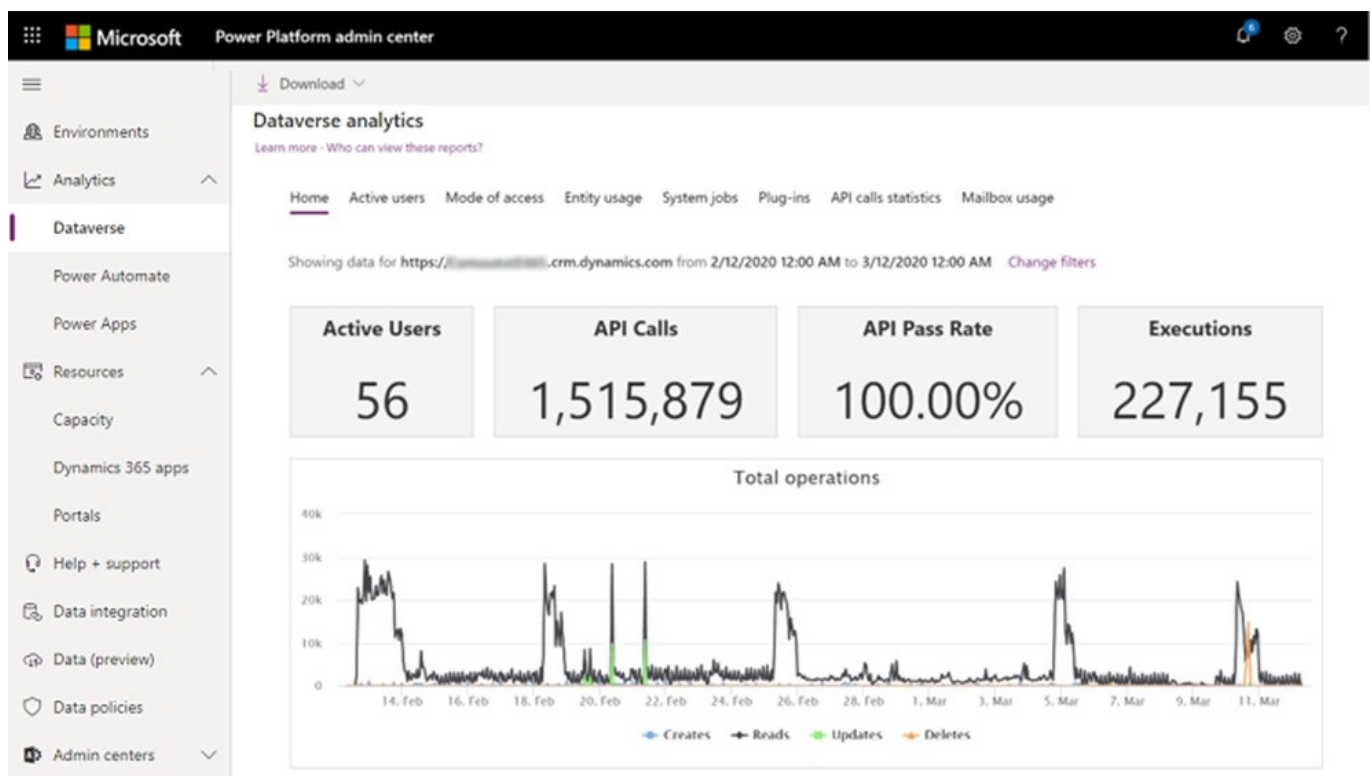 Microsoft Power Platform admin center
6
?
Download
Environments
Analytics
Dataverse
Power Automate
Power Apps
Resources
Capacity
Dynamics 365 apps
Portals
Help + support
Data integration
Data (preview)
Data policies
Admin centers
Dataverse analytics
Learn more - Who can view these reports?
Home Active users Mode of access Entity usage System jobs Plug-ins API calls statistics Mailbox usage
Showing data for https:/ .crm.dynamics.com from 2/12/2020 12:00 AM to 3/12/2020 12:00 AM Change filters
Active Users
56
API Calls
1,515,879
API Pass Rate
100.00%
Executions
227,155
Total operations
40k
30k
20k
10k
0
14. Feb 16. Feb 18. Feb 20. Feb 22. Feb 24. Feb 26. Feb 28. Feb 1. Mar 3. Mar 5. Mar 7. Mar 9. Mar 11. Mar
Creates Reads Updates Deletes